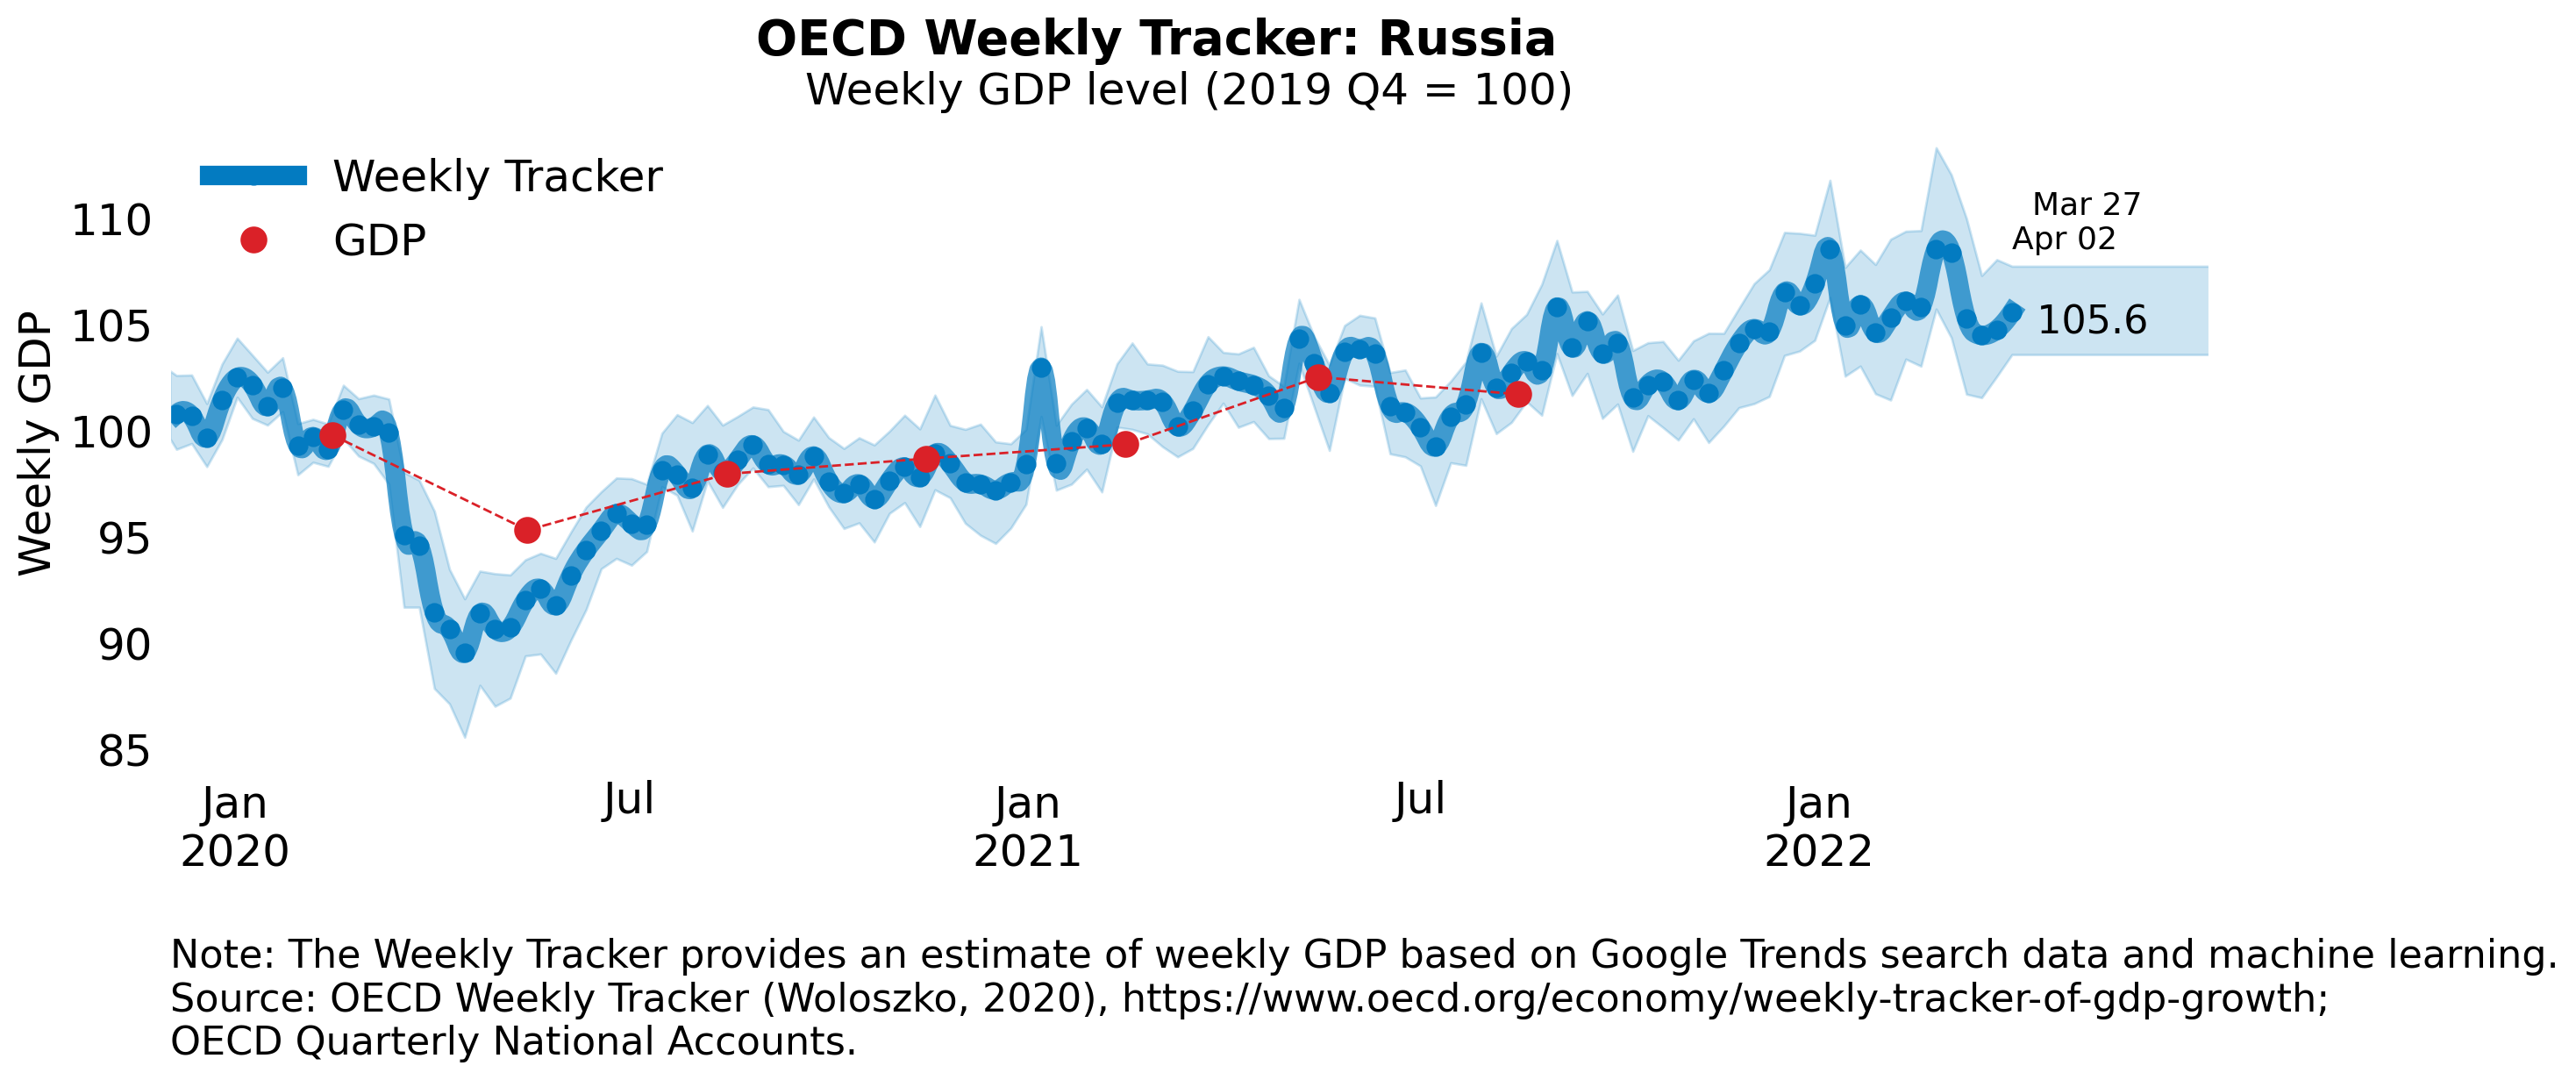 OECD Weekly Tracker: Russia
Weekly GDP level (2019 Q4 = 100)
Weekly Tracker
GDP
Mar 27
Apr 02
105.6
Weekly GDP
110
105
100
95
90
85
Jan
2020
Jul
Jan
2021
Jul
Jan
2022
Note: The Weekly Tracker provides an estimate of weekly GDP based on Google Trends search data and machine learning.
Source: OECD Weekly Tracker (Woloszko, 2020), https://www.oecd.org/economy/weekly-tracker-of-gdp-growth;
OECD Quarterly National Accounts.